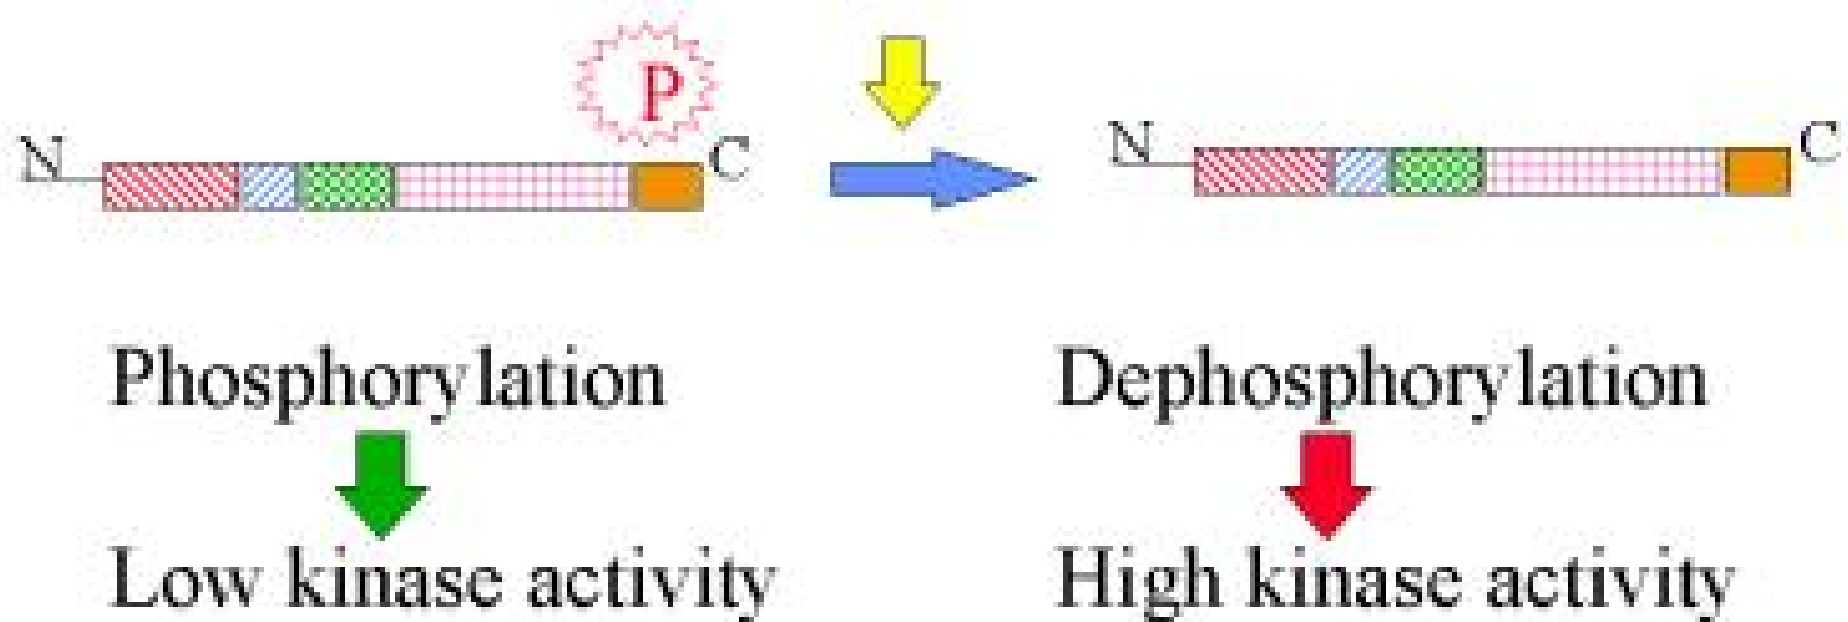 P
N C N C
Phosphorylation Dephosphorylation
Low kinase activity High kinase activity